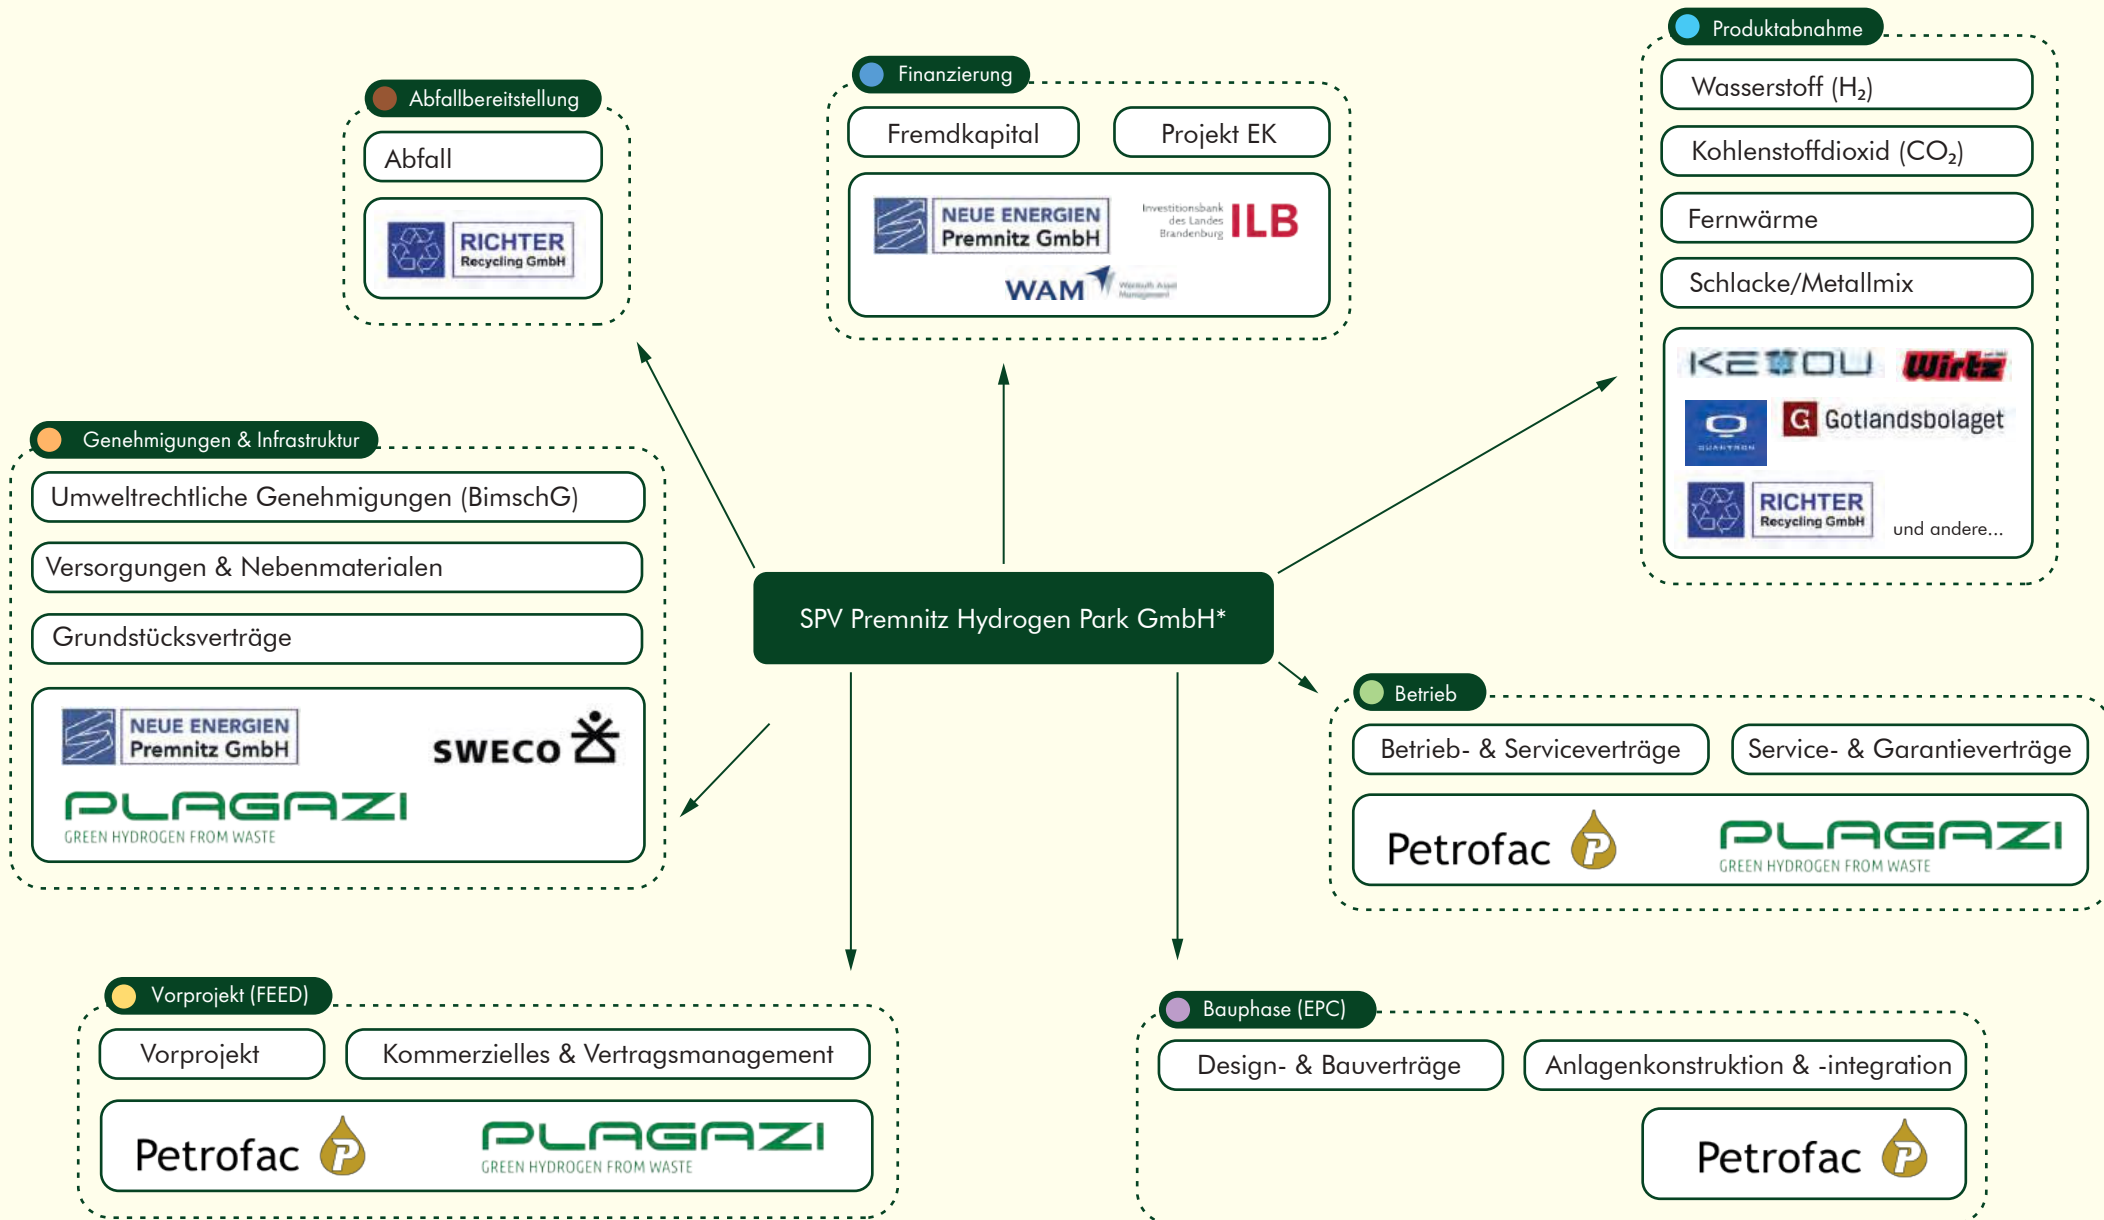 Produktabnahme
Wasserstoff (H₂)
Kohlenstoffdioxid (CO₂)
Fernwärme
Schlacke/Metallmix
Wirtz
QUANTRON
G Gotlandsbolaget
RICHTER
Recycling GmbH
und andere...
Finanzierung
Fremdkapital
Projekt EK
NEUE ENERGIEN
Premnitz GmbH
Investitionsbank
des Landes
Brandenburg
ILB
WAM
Wermuth Asset
Management
Abfallbereitstellung
Abfall
RICHTER
Recycling GmbH
Genehmigungen & Infrastruktur
Umweltrechtliche Genehmigungen (BimschG)
Versorgungen & Nebenmaterialen
Grundstücksverträge
NEUE ENERGIEN
Premnitz GmbH
SWECO
PLAGAZI
GREEN HYDROGEN FROM WASTE
SPV Premnitz Hydrogen Park GmbH*
Betrieb
Betrieb- & Serviceverträge
Service- & Garantieverträge
Petrofac P
PLAGAZI
GREEN HYDROGEN FROM WASTE
Vorprojekt (FEED)
Vorprojekt
Kommerzielles & Vertragsmanagement
Petrofac P
PLAGAZI
GREEN HYDROGEN FROM WASTE
Bauphase (EPC)
Design- & Bauverträge
Anlagenkonstruktion & -integration
Petrofac P